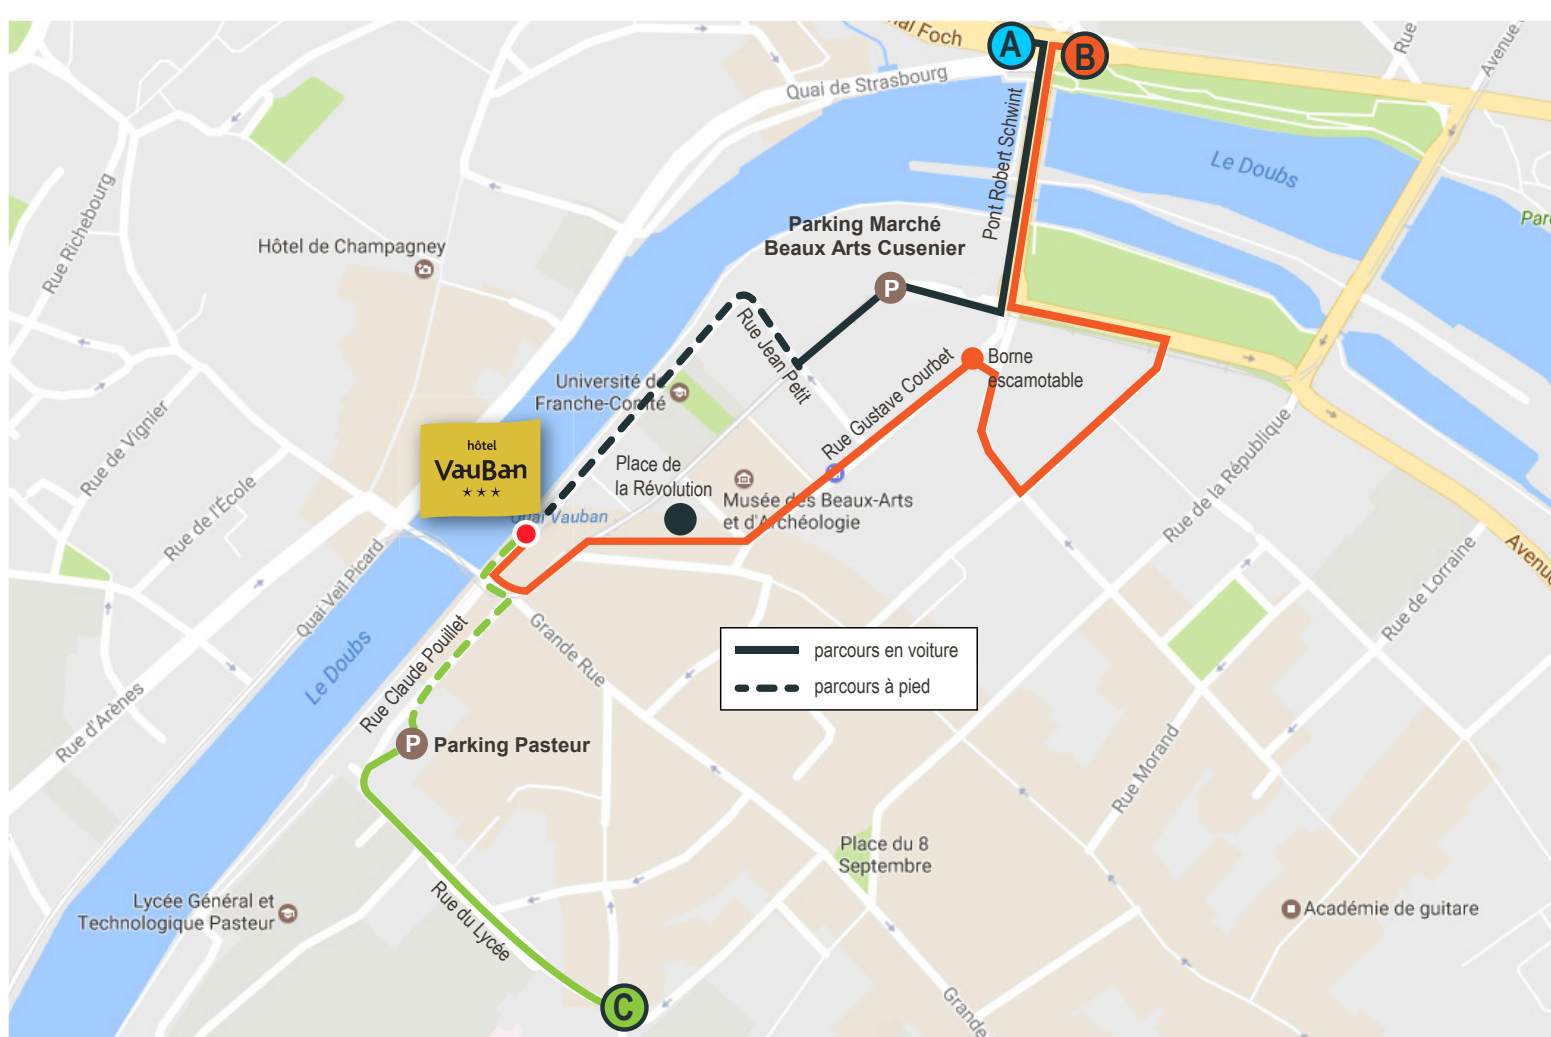 nal Foch
A
B
Rue
Avenue
Quai de Strasbourg
Pont Robert Schwint
Le Doubs
Rue Richebourg
Hôtel de Champagney
Parking Marché
Beaux Arts Cusenier
P
Rue Jean Petit
Borne
escamotable
Université de
Franche-Comté
Rue Gustave Courbet
Rue de Vignier
hôtel
VauBan
Place de
la Révolution
Musée des Beaux-Arts
et d'Archéologie
Rue de la République
Rue de l'École
Quai Vauban
Quai Veil-Picard
Avenue
Rue de Lorraine
Le Doubs
Rue Claude Pouillet
Grande Rue
parcours en voiture
parcours à pied
Rue d'Arènes
P
Parking Pasteur
Rue Morand
Place du 8
Septembre
Lycée Général et
Technologique Pasteur
Rue du Lycée
Académie de guitare
C
Grande